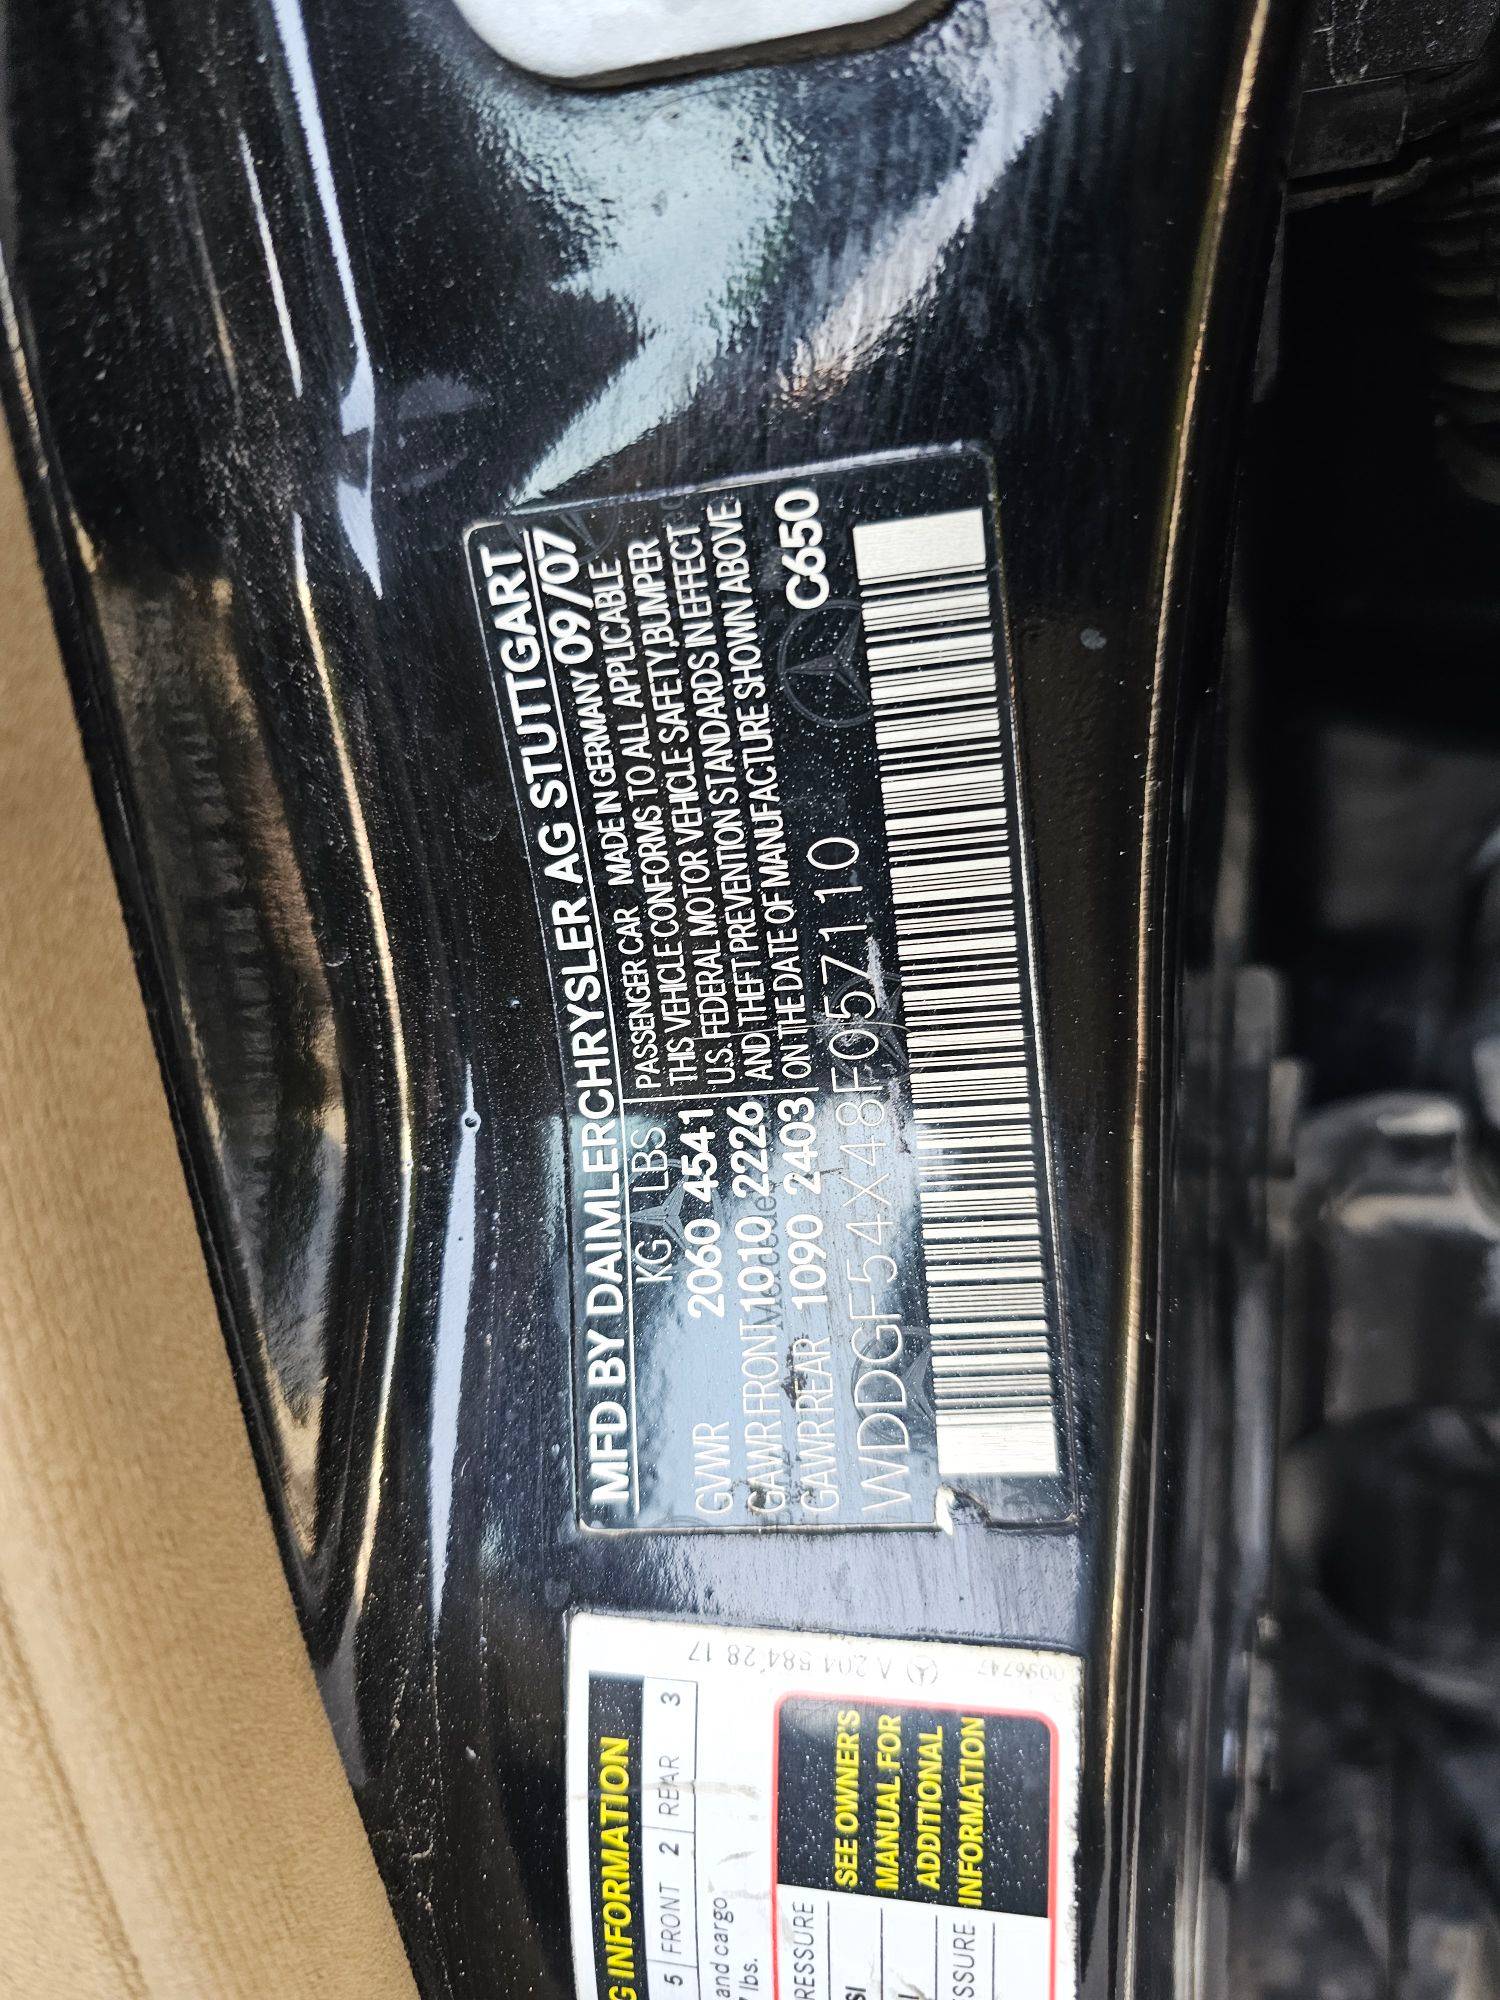 MFD BY DAIMLERCHRYSLER AG STUTTGART
KG LBS PASSENGER CAR MADE IN GERMANY 09/07
THIS VEHICLE CONFORMS TO ALL APPLICABLE
GVWR 2060 4541 U.S. FEDERAL MOTOR VEHICLE SAFETY,BUMPER
GAWR FRONT 1010 2226 AND THEFT PREVENTION STANDARDS IN EFFECT
GAWR REAR 1090 2403 ON THE DATE OF MANUFACTURE SHOWN ABOVE
WDDGF54X48F057110 C650
G INFORMATION
5 FRONT 2 REAR 3
and cargo
lbs.
RESSURE
SI
SSURE
SEE OWNER'S
MANUAL FOR
ADDITIONAL
INFORMATION
A 204 584 28 17